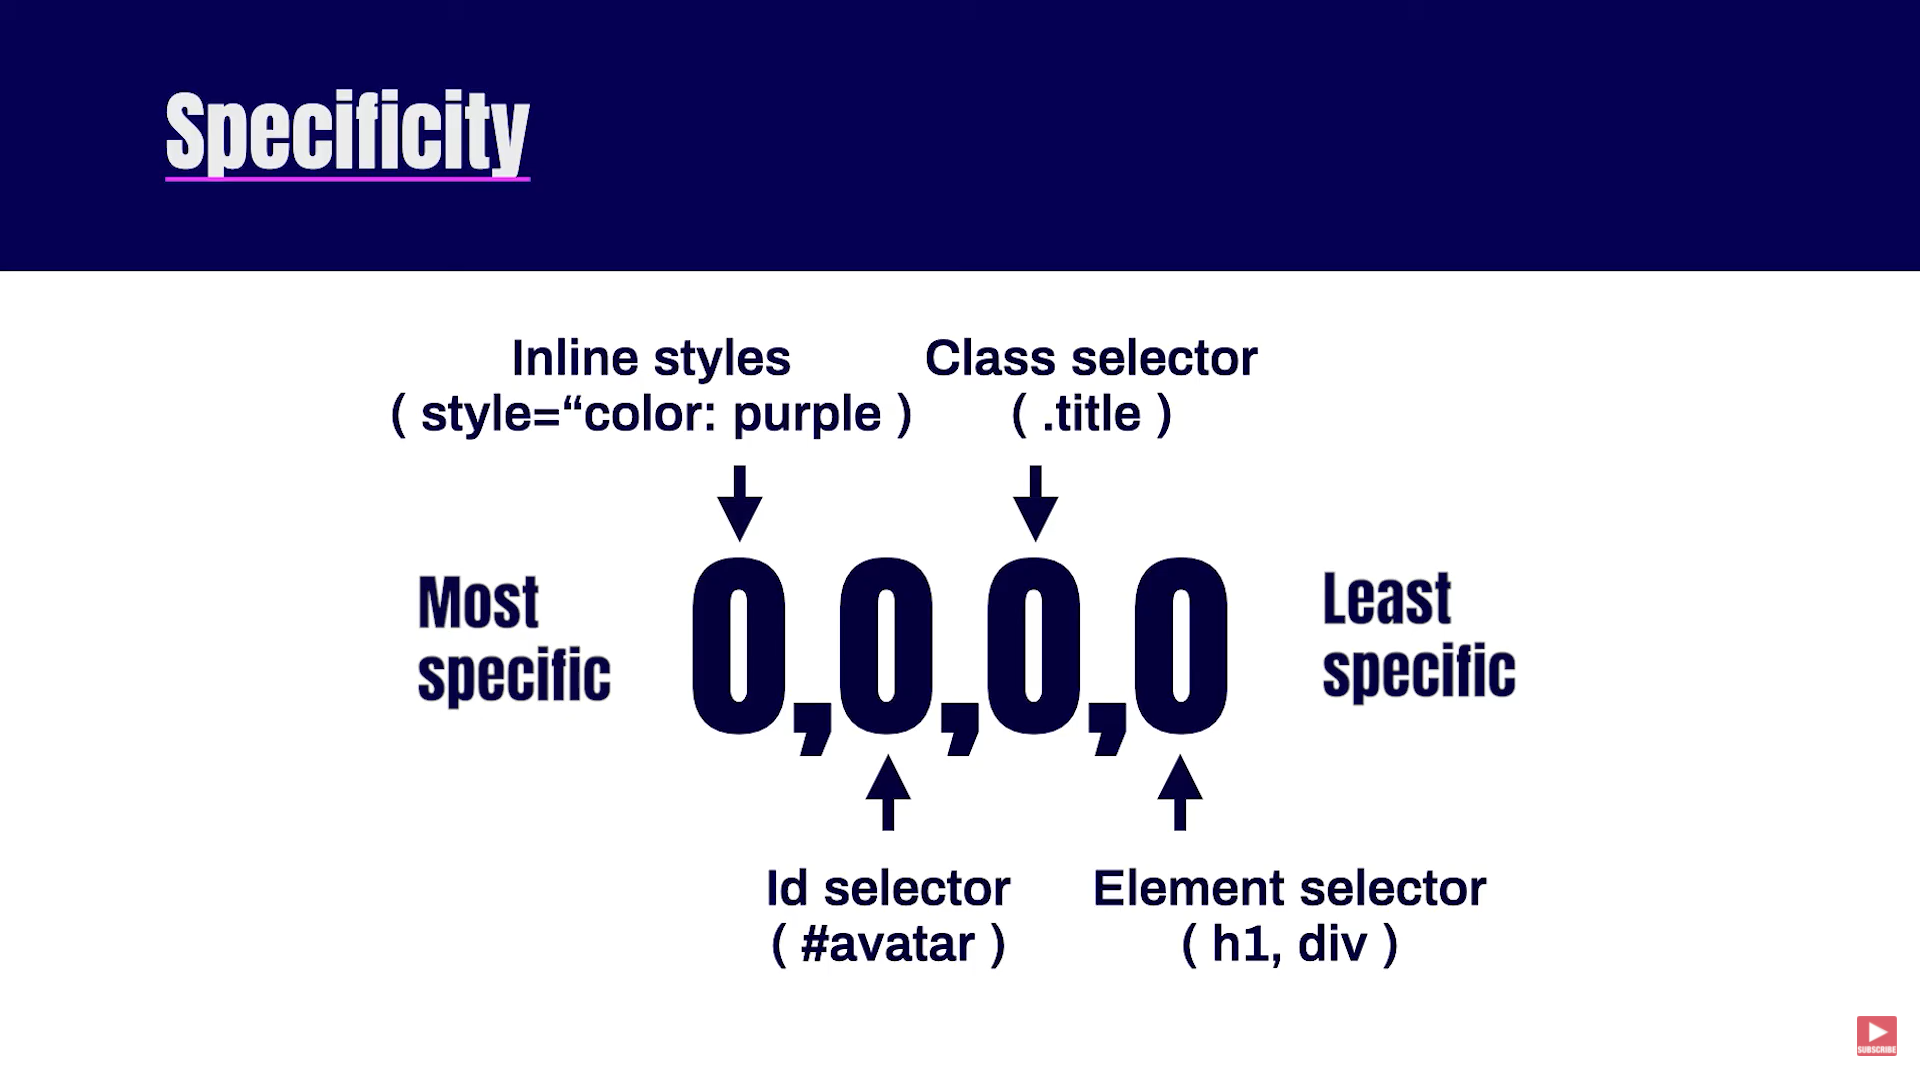 Specificity
Inline styles
( style=“color: purple )
Class selector
( .title )
Most
specific
0,0,0,0
Least
specific
Id selector
( #avatar )
Element selector
( h1, div )
SUBSCRIBE